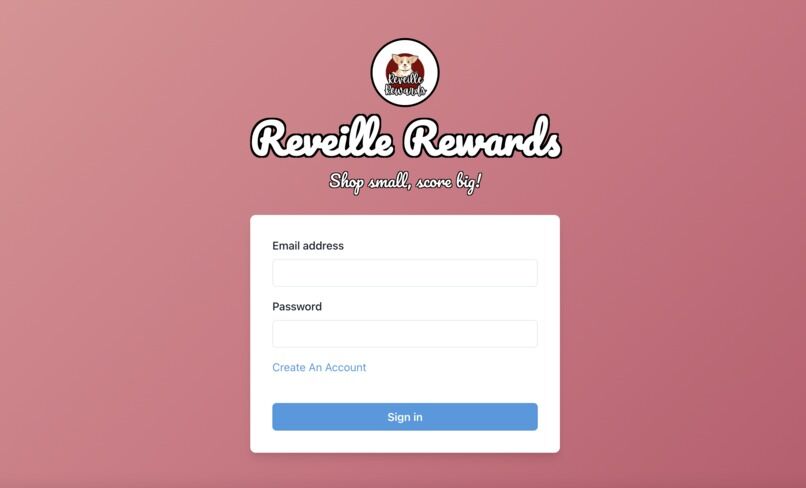 Reveille
Rewards
Reveille Rewards
Shop small, score big!
Email address
Password
Create An Account
Sign in